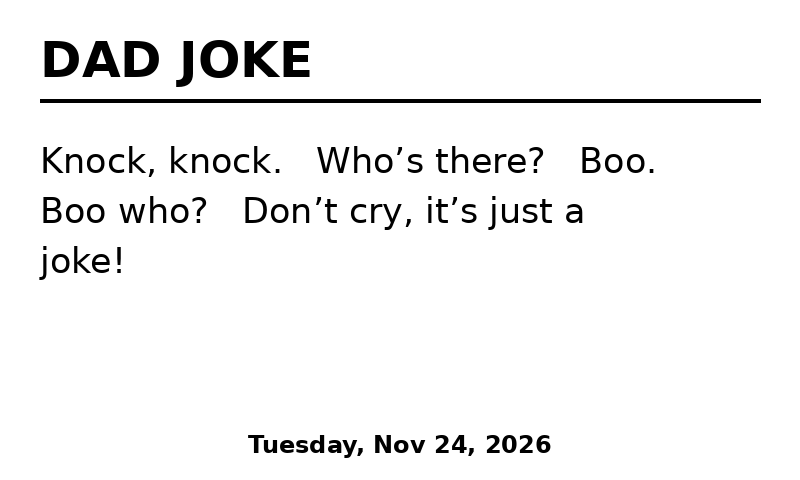 DAD JOKE
Knock, knock.   Who’s there?   Boo.
Boo who?   Don’t cry, it’s just a
joke!
Tuesday, Nov 24, 2026